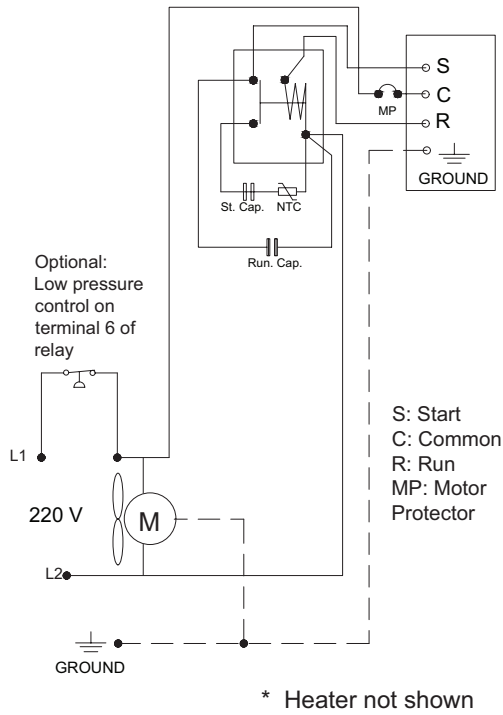 S
C
MP
R
GROUND
St. Cap.
NTC
Run. Cap.
Optional:
Low pressure
control on
terminal 6 of
relay
L1
S: Start
C: Common
R: Run
MP: Motor
Protector
220 V
M
L2
GROUND
* Heater not shown